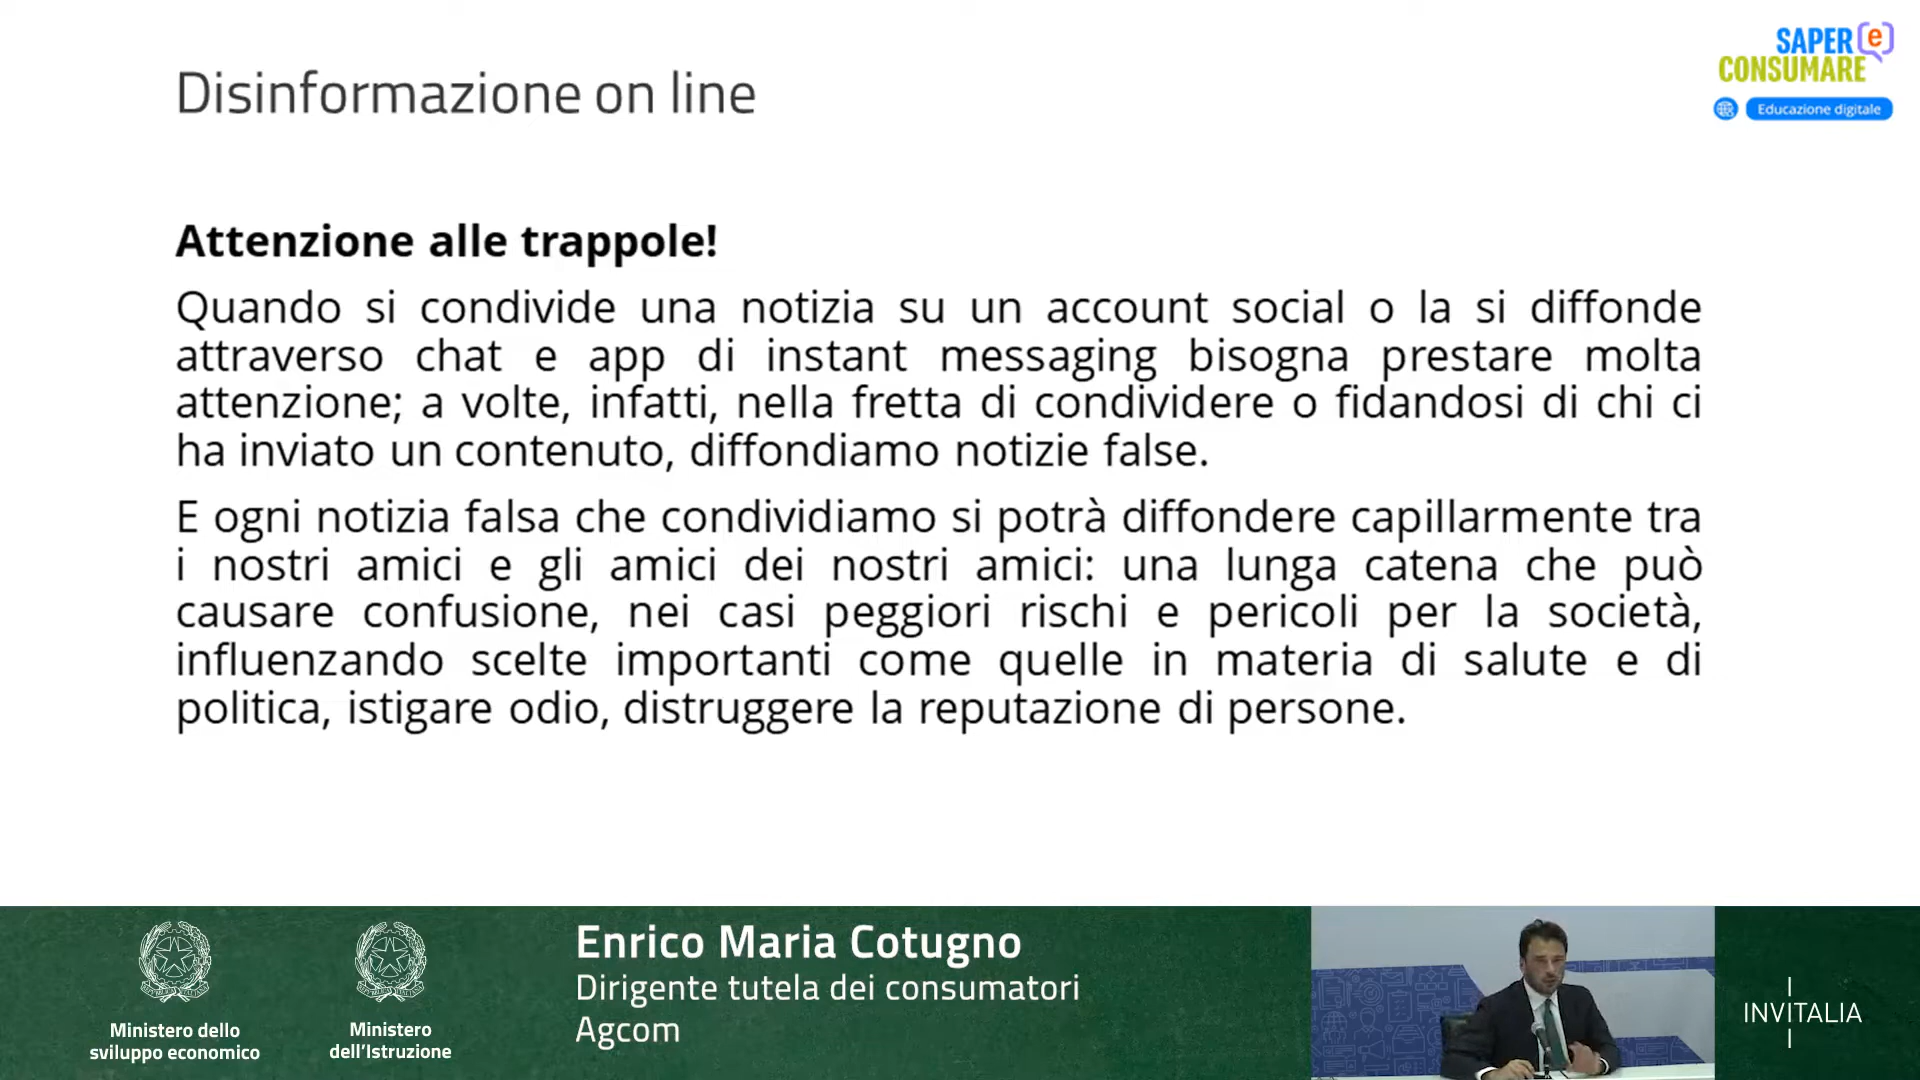 SAPER(e)
CONSUMARE
Educazione digitale
Disinformazione on line
Attenzione alle trappole!
Quando si condivide una notizia su un account social o la si diffonde
attraverso chat e app di instant messaging bisogna prestare molta
attenzione; a volte, infatti, nella fretta di condividere o fidandosi di chi ci
ha inviato un contenuto, diffondiamo notizie false.
E ogni notizia falsa che condividiamo si potrà diffondere capillarmente tra
i nostri amici e gli amici dei nostri amici: una lunga catena che può
causare confusione, nei casi peggiori rischi e pericoli per la società,
influenzando scelte importanti come quelle in materia di salute e di
politica, istigare odio, distruggere la reputazione di persone.
Ministero dello
sviluppo economico
Ministero
dell'Istruzione
Enrico Maria Cotugno
Dirigente tutela dei consumatori
Agcom
INVITALIA